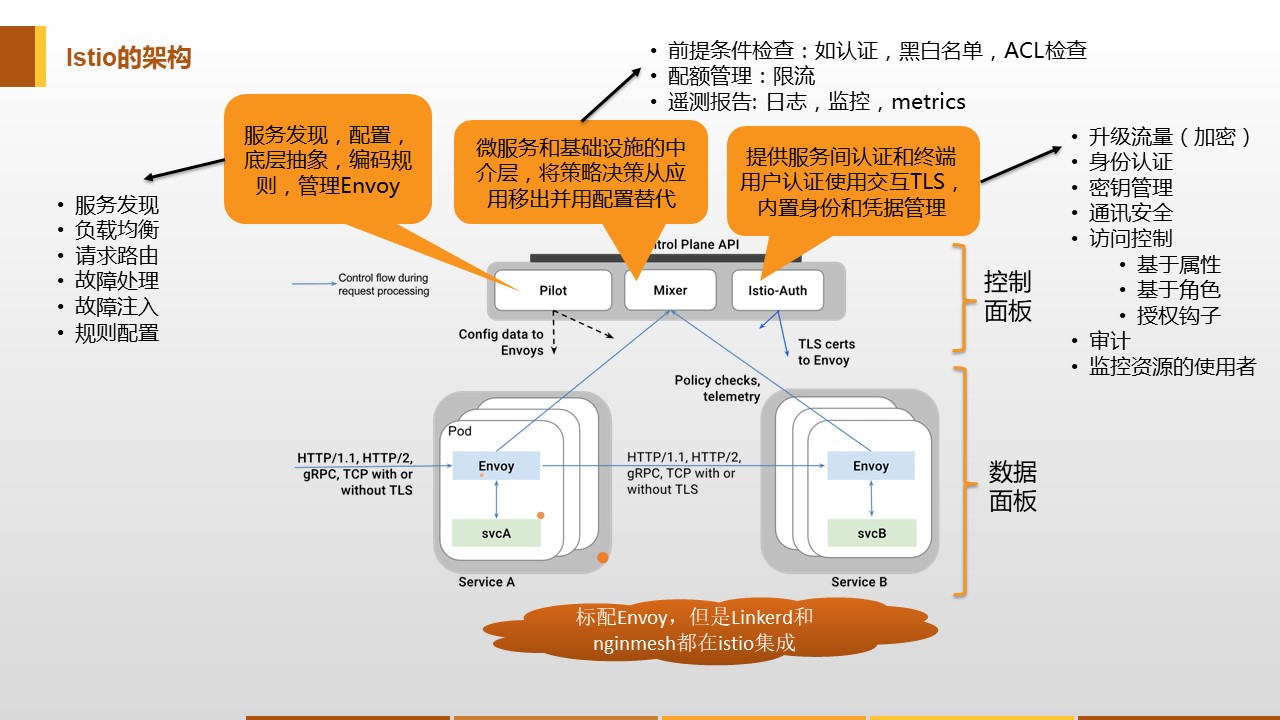 Istio的架构
• 前提条件检查：如认证，黑白名单，ACL检查
• 配额管理：限流
• 遥测报告: 日志，监控，metrics
服务发现，配置，
底层抽象，编码规
则，管理Envoy
微服务和基础设施的中
介层，将策略决策从应
用移出并用配置替代
提供服务间认证和终端
用户认证使用交互TLS，
内置身份和凭据管理
• 服务发现
• 负载均衡
• 请求路由
• 故障处理
• 故障注入
• 规则配置
• 升级流量（加密）
• 身份认证
• 密钥管理
• 通讯安全
• 访问控制
• 基于属性
• 基于角色
• 授权钩子
• 审计
• 监控资源的使用者
ntrol Plane API
Control flow during
request processing
Pilot
Mixer
Istio-Auth
控制
面板
Config data to
Envoys
TLS certs
to Envoy
Policy checks,
telemetry
Pod
HTTP/1.1, HTTP/2,
gRPC, TCP with or
without TLS
Envoy
svcA
HTTP/1.1, HTTP/2,
gRPC, TCP with or
without TLS
Envoy
svcB
数据
面板
Service A
Service B
标配Envoy，但是Linkerd和
nginmesh都在istio集成